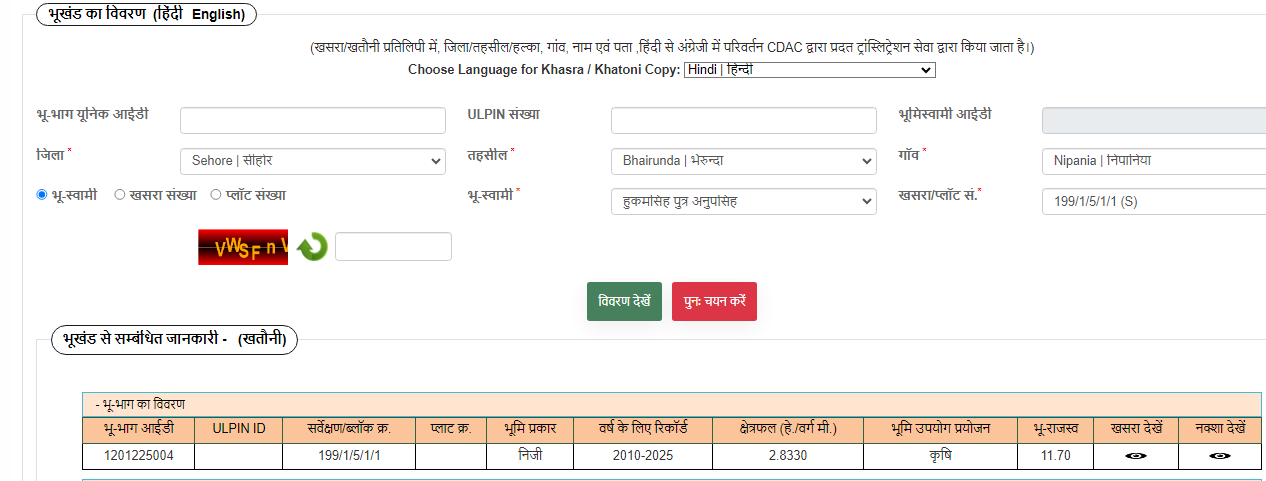 भूखंड का विवरण (हिंदी English)
(खसरा/खतौनी प्रतिलिपी में, जिला/तहसील/हल्का, गांव, नाम एवं पता ,हिंदी से अंग्रेजी में परिवर्तन CDAC द्वारा प्रदत ट्रांस्लिट्रेशन सेवा द्वारा किया जाता है।)
Choose Language for Khasra / Khatoni Copy: Hindi | हिन्दी
भू-भाग यूनिक आईडी ULPIN संख्या भूमिस्वामी आईडी
जिला * Sehore | सीहोर तहसील * Bhairunda | भेरुन्दा गॉव * Nipania | निपानिया
भू-स्वामी खसरा संख्या प्लॉट संख्या भू-स्वामी * हुकमसिंह पुत्र अनुपसिंह खसरा/प्लॉट सं.* 199/1/5/1/1 (S)
VWSFn
विवरण देखें पुनः चयन करें
भूखंड से सम्बंधित जानकारी - (खतौनी)
- भू-भाग का विवरण
भू-भाग आईडी ULPIN ID सर्वेक्षण/ब्लॉक क्र. प्लाट क्र. भूमि प्रकार वर्ष के लिए रिकॉर्ड क्षेत्रफल (हे./वर्ग मी.) भूमि उपयोग प्रयोजन भू-राजस्व खसरा देखें नक्शा देखें
1201225004 199/1/5/1/1 निजी 2010-2025 2.8330 कृषि 11.70